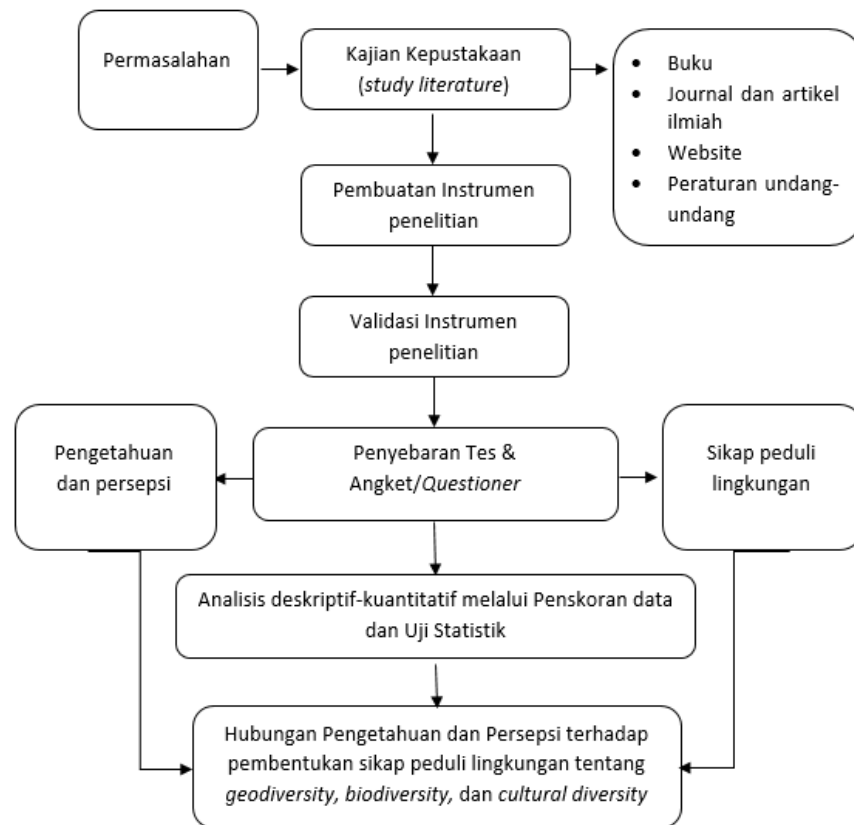 Permasalahan
Kajian Kepustakaan
(study literature)
• Buku
• Journal dan artikel
ilmiah
• Website
• Peraturan undang-
undang
Pembuatan Instrumen
penelitian
Validasi Instrumen
penelitian
Pengetahuan
dan persepsi
Penyebaran Tes &
Angket/Questioner
Sikap peduli
lingkungan
Analisis deskriptif-kuantitatif melalui Penskoran data
dan Uji Statistik
Hubungan Pengetahuan dan Persepsi terhadap
pembentukan sikap peduli lingkungan tentang
geodiversity, biodiversity, dan cultural diversity